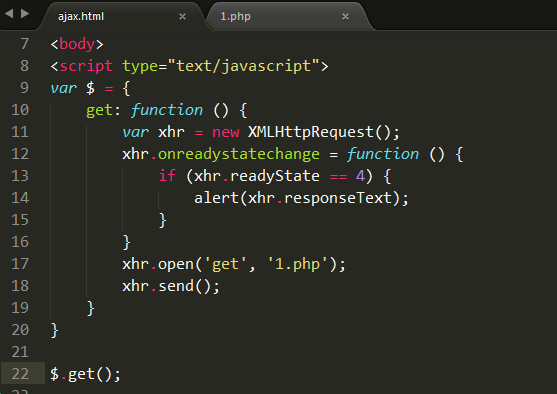 ajax.html × 1.php ×
7 <body>
8 <script type="text/javascript">
9 var $ = {
10 get: function () {
11 var xhr = new XMLHttpRequest();
12 xhr.onreadystatechange = function () {
13 if (xhr.readyState == 4) {
14 alert(xhr.responseText);
15 }
16 }
17 xhr.open('get', '1.php');
18 xhr.send();
19 }
20 }
21
22 $.get();
23